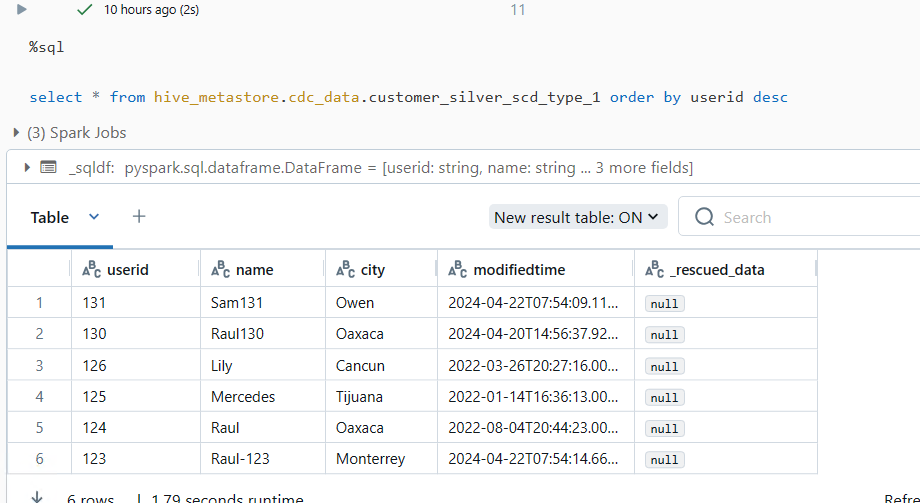 10 hours ago (2s)
11
%sql
select * from hive_metastore.cdc_data.customer_silver_scd_type_1 order by userid desc
(3) Spark Jobs
_sqldf: pyspark.sql.dataframe.DataFrame = [userid: string, name: string ... 3 more fields]
Table
+
New result table: ON
Search
ABC userid ABC name ABC city ABC modifiedtime ABC _rescued_data
1 131 Sam131 Owen 2024-04-22T07:54:09.11... null
2 130 Raul130 Oaxaca 2024-04-20T14:56:37.92... null
3 126 Lily Cancun 2022-03-26T20:27:16.00... null
4 125 Mercedes Tijuana 2022-01-14T16:36:13.00... null
5 124 Raul Oaxaca 2022-08-04T20:44:23.00... null
6 123 Raul-123 Monterrey 2024-04-22T07:54:14.66... null
6 rows | 1.79 seconds runtime
Refre